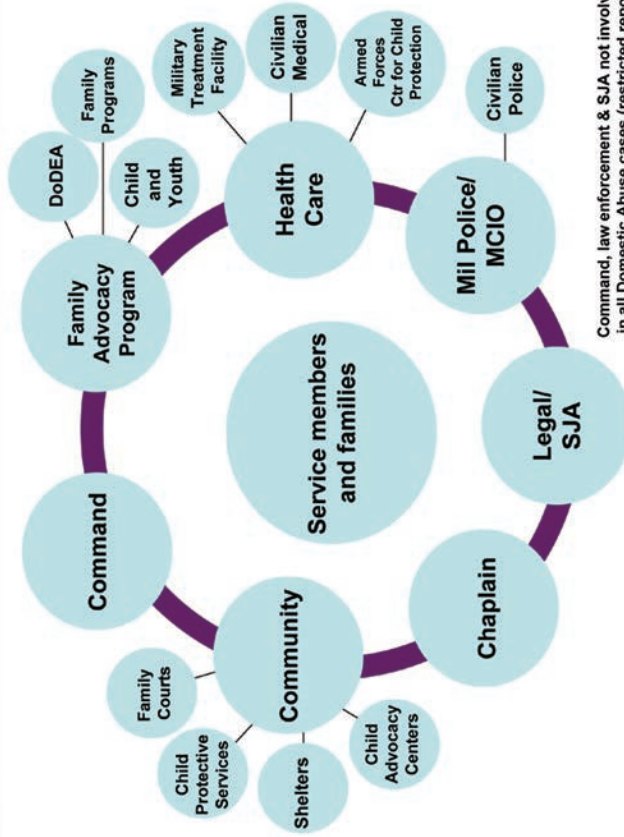 Command
Family
Advocacy
Program
DoDEA
Family
Programs
Child
and
Youth
Health
Care
Military
Treatment
Facility
Civilian
Medical
Armed
Forces
Ctr for Child
Protection
Mil Police/
MCIO
Civilian
Police
Legal/
SJA
Chaplain
Community
Family
Courts
Child
Protective
Services
Shelters
Child
Advocacy
Centers
Service members
and families
Command, law enforcement & SJA not
in all Domestic Abuse cases (restricted